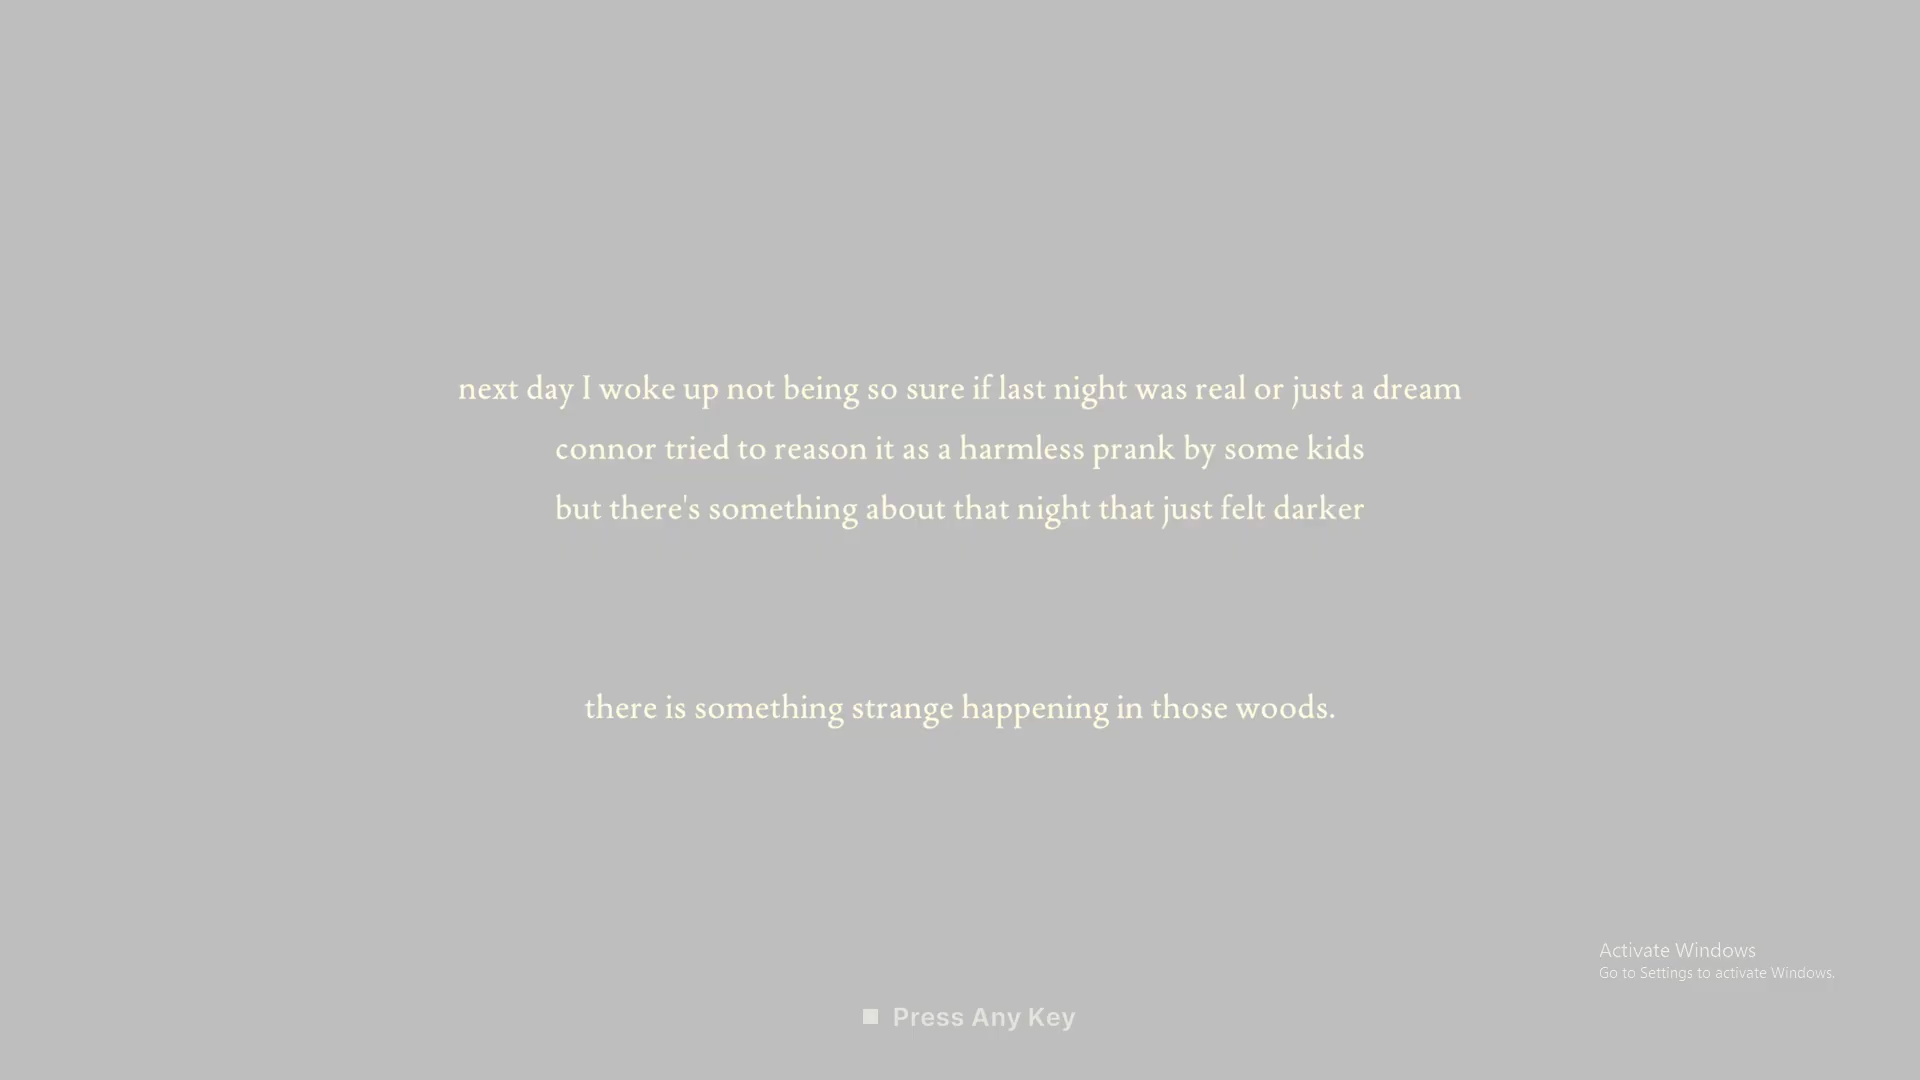 next day I woke up not being so sure if last night was real or just a dream
connor tried to reason it as a harmless prank by some kids
but there's something about that night that just felt darker
there is something strange happening in those woods.
Activate Windows
Go to Settings to activate Windows.
Press Any Key